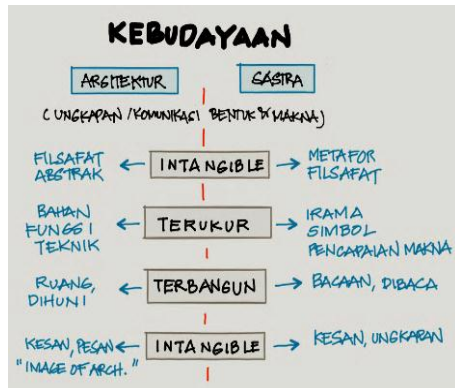 KEBUDAYAAN
ARSITEKTUR
SASTRA
(UNGKAPAN/KOMUNIKASI BENTUK & MAKNA)
FILSAFAT
ABSTRAK
INTANGIBLE
METAFOR
FILSAFAT
BAHAN
FUNGSI
TEKNIK
TERUKUR
IRAMA
SIMBOL
PENCAPAIAN MAKNA
RUANG,
DIHUNI
TERBANGUN
BACAAN, DIBACA
KESAN, PESAN
"IMAGE OF ARCH."
INTANGIBLE
KESAN, UNGKAPAN